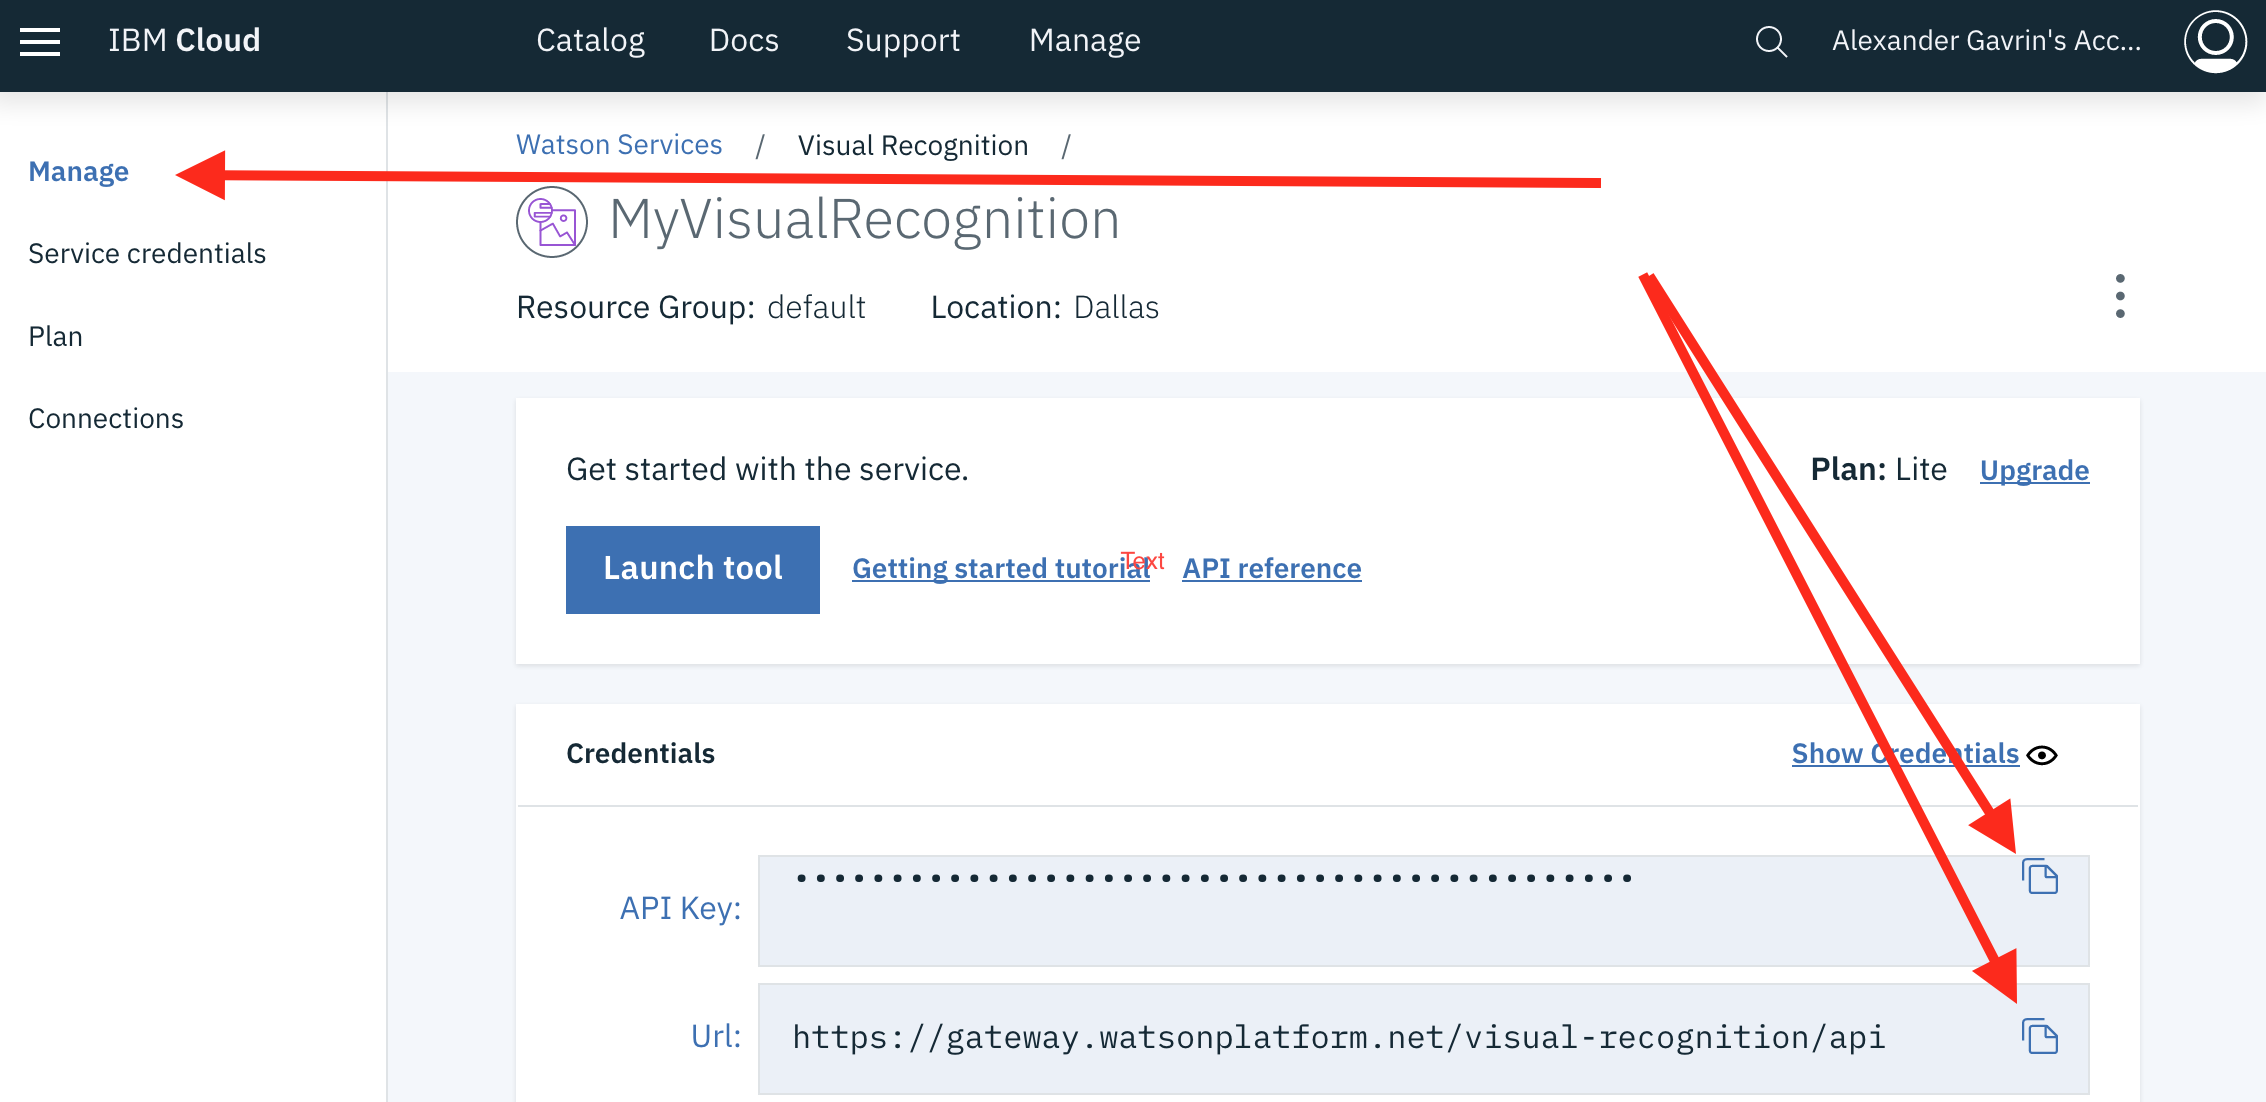 IBM Cloud Catalog Docs Support Manage Alexander Gavrin's Acc...
Manage
Service credentials
Plan
Connections
Watson Services / Visual Recognition /
MyVisualRecognition
Resource Group: default Location: Dallas
Get started with the service. Plan: Lite Upgrade
Launch tool Getting started tutorial Text API reference
Credentials Show Credentials
API Key: ••••••••••••••••••••••••••••••••••••••••••••
Url: https://gateway.watsonplatform.net/visual-recognition/api